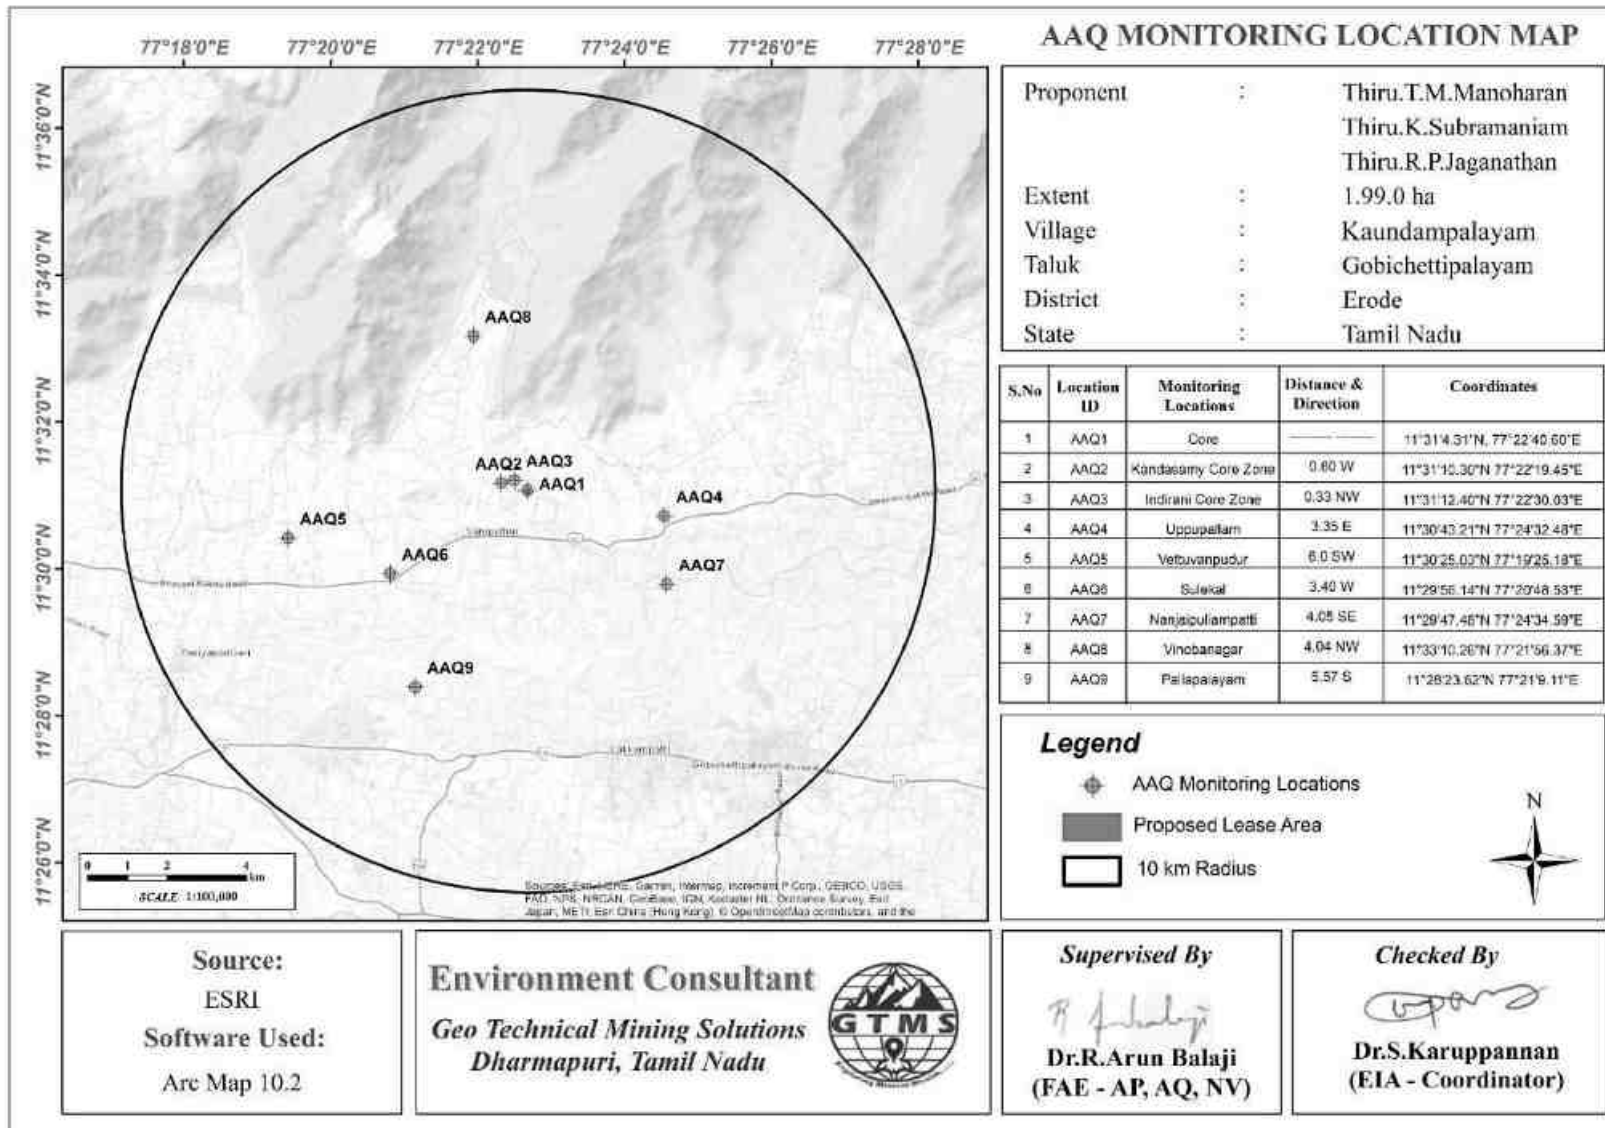 AAQ MONITORING LOCATION MAP
77°18'0"E 77°20'0"E 77°22'0"E 77°24'0"E 77°26'0"E 77°28'0"E
11°36'0"N
11°34'0"N
11°32'0"N
11°30'0"N
11°28'0"N
11°26'0"N
AAQ8
AAQ2 AAQ3
AAQ1
AAQ4
AAQ5
AAQ6
AAQ7
AAQ9
0 1 2 4
km
SCALE 1:100,000
Proponent : Thiru.T.M.Manoharan
Thiru.K.Subramaniam
Thiru.R.P.Jaganathan
Extent : 1.99.0 ha
Village : Kaundampalayam
Taluk : Gobichettipalayam
District : Erode
State : Tamil Nadu
S.No Location ID Monitoring Locations Distance & Direction Coordinates
1 AAQ1 Core 11°31'4.31"N, 77°22'40.60"E
2 AAQ2 Kandasamy Core Zone 0.60 W 11°31'10.30"N 77°22'19.45"E
3 AAQ3 Indirani Core Zone 0.33 NW 11°31'12.40"N 77°22'30.03"E
4 AAQ4 Uppupallam 3.35 E 11°30'43.21"N 77°24'32.48"E
5 AAQ5 Vettuvanpudur 6.0 SW 11°30'25.03"N 77°19'25.18"E
6 AAQ6 Sulekal 3.40 W 11°29'56.14"N 77°20'48.53"E
7 AAQ7 Nanjaipuliampatti 4.05 SE 11°29'47.48"N 77°24'34.59"E
8 AAQ8 Vinobanagar 4.04 NW 11°33'10.26"N 77°21'56.37"E
9 AAQ9 Pallapalayam 5.57 S 11°28'23.62"N 77°21'9.11"E
Legend
AAQ Monitoring Locations
Proposed Lease Area
10 km Radius
N
Source:
ESRI
Software Used:
Arc Map 10.2
Environment Consultant
Geo Technical Mining Solutions
Dharmapuri, Tamil Nadu
GTMS
Supervised By
Dr.R.Arun Balaji
(FAE - AP, AQ, NV)
Checked By
Dr.S.Karuppannan
(EIA - Coordinator)